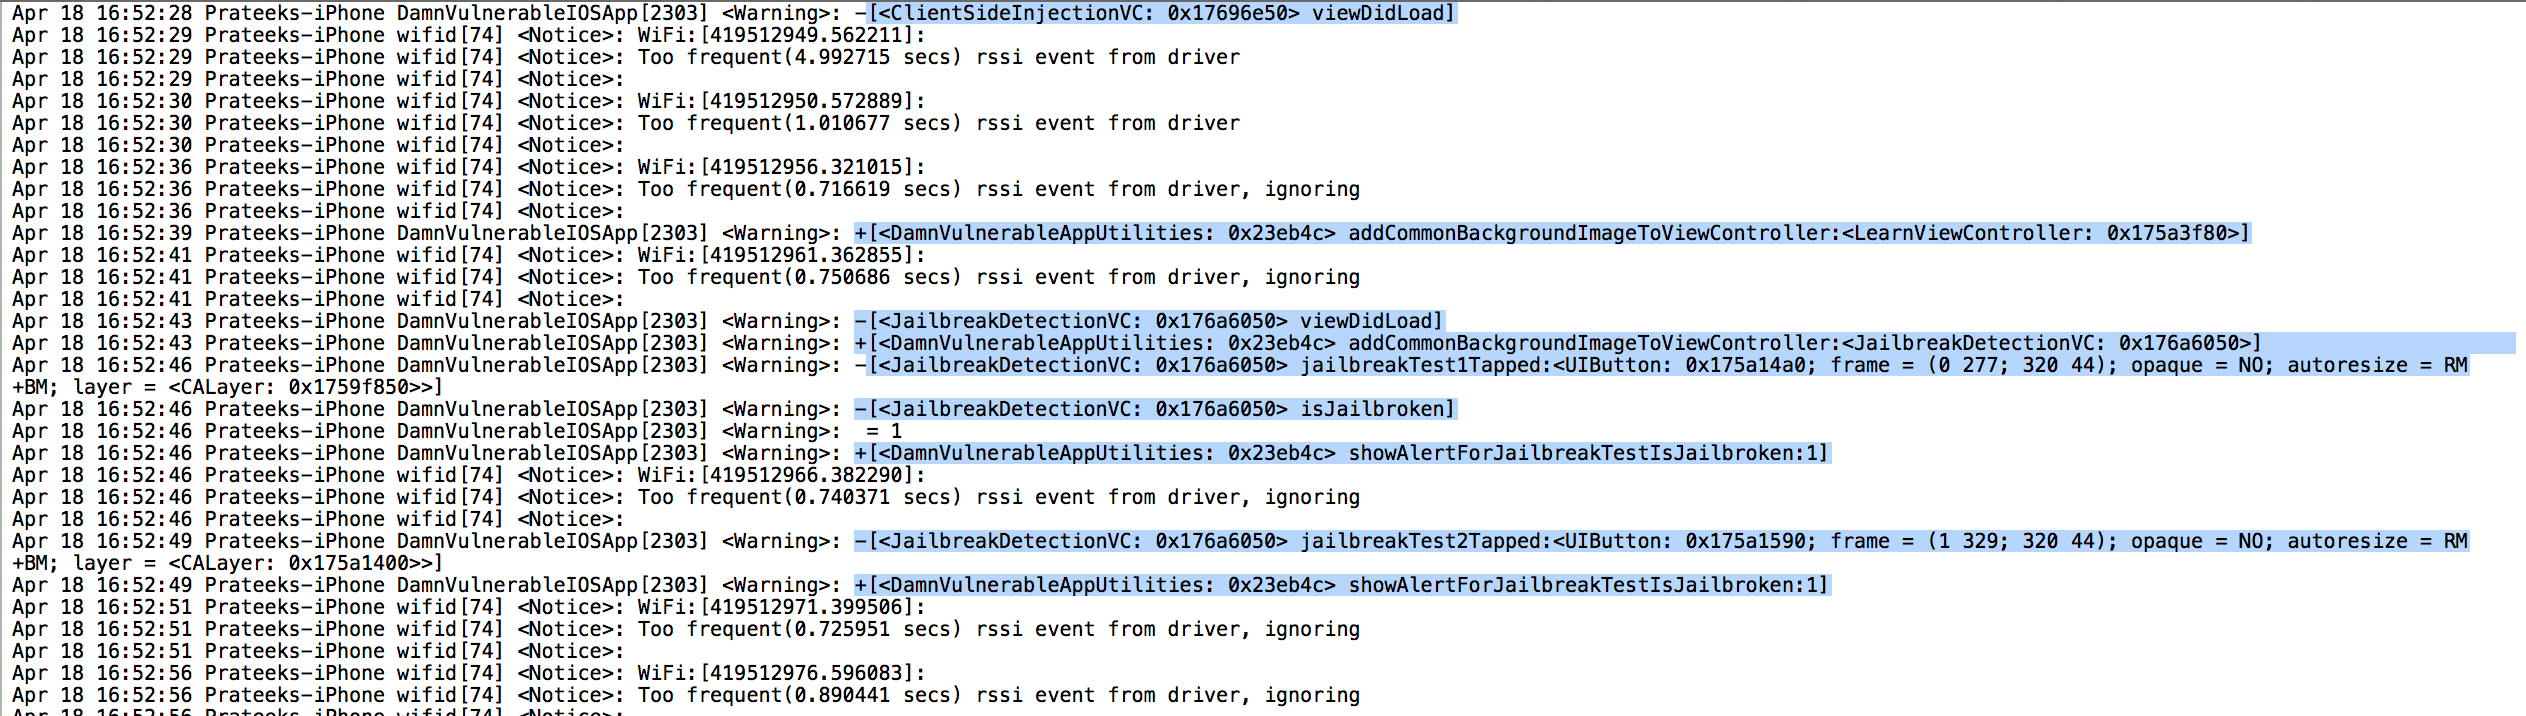 Apr 18 16:52:28 Prateeks-iPhone DamnVulnerableIOSApp[2303] <Warning>: -[<ClientSideInjectionVC: 0x17696e50> viewDidLoad]
Apr 18 16:52:29 Prateeks-iPhone wifid[74] <Notice>: WiFi:[419512949.562211]:
Apr 18 16:52:29 Prateeks-iPhone wifid[74] <Notice>: Too frequent(4.992715 secs) rssi event from driver
Apr 18 16:52:29 Prateeks-iPhone wifid[74] <Notice>:
Apr 18 16:52:30 Prateeks-iPhone wifid[74] <Notice>: WiFi:[419512950.572889]:
Apr 18 16:52:30 Prateeks-iPhone wifid[74] <Notice>: Too frequent(1.010677 secs) rssi event from driver
Apr 18 16:52:30 Prateeks-iPhone wifid[74] <Notice>:
Apr 18 16:52:36 Prateeks-iPhone wifid[74] <Notice>: WiFi:[419512956.321015]:
Apr 18 16:52:36 Prateeks-iPhone wifid[74] <Notice>: Too frequent(0.716619 secs) rssi event from driver, ignoring
Apr 18 16:52:36 Prateeks-iPhone wifid[74] <Notice>:
Apr 18 16:52:39 Prateeks-iPhone DamnVulnerableIOSApp[2303] <Warning>: +[<DamnVulnerableAppUtilities: 0x23eb4c> addCommonBackgroundImageToViewController:<LearnViewController: 0x175a3f80>]
Apr 18 16:52:41 Prateeks-iPhone wifid[74] <Notice>: WiFi:[419512961.362855]:
Apr 18 16:52:41 Prateeks-iPhone wifid[74] <Notice>: Too frequent(0.750686 secs) rssi event from driver, ignoring
Apr 18 16:52:41 Prateeks-iPhone wifid[74] <Notice>:
Apr 18 16:52:43 Prateeks-iPhone DamnVulnerableIOSApp[2303] <Warning>: -[<JailbreakDetectionVC: 0x176a6050> viewDidLoad]
Apr 18 16:52:43 Prateeks-iPhone DamnVulnerableIOSApp[2303] <Warning>: +[<DamnVulnerableAppUtilities: 0x23eb4c> addCommonBackgroundImageToViewController:<JailbreakDetectionVC: 0x176a6050>]
Apr 18 16:52:46 Prateeks-iPhone DamnVulnerableIOSApp[2303] <Warning>: -[<JailbreakDetectionVC: 0x176a6050> jailbreakTest1Tapped:<UIButton: 0x175a14a0; frame = (0 277; 320 44); opaque = NO; autoresize = RM
+BM; layer = <CALayer: 0x1759f850>>]
Apr 18 16:52:46 Prateeks-iPhone DamnVulnerableIOSApp[2303] <Warning>: -[<JailbreakDetectionVC: 0x176a6050> isJailbroken]
Apr 18 16:52:46 Prateeks-iPhone DamnVulnerableIOSApp[2303] <Warning>:  = 1
Apr 18 16:52:46 Prateeks-iPhone DamnVulnerableIOSApp[2303] <Warning>: +[<DamnVulnerableAppUtilities: 0x23eb4c> showAlertForJailbreakTestIsJailbroken:1]
Apr 18 16:52:46 Prateeks-iPhone wifid[74] <Notice>: WiFi:[419512966.382290]:
Apr 18 16:52:46 Prateeks-iPhone wifid[74] <Notice>: Too frequent(0.740371 secs) rssi event from driver, ignoring
Apr 18 16:52:46 Prateeks-iPhone wifid[74] <Notice>:
Apr 18 16:52:49 Prateeks-iPhone DamnVulnerableIOSApp[2303] <Warning>: -[<JailbreakDetectionVC: 0x176a6050> jailbreakTest2Tapped:<UIButton: 0x175a1590; frame = (1 329; 320 44); opaque = NO; autoresize = RM
+BM; layer = <CALayer: 0x175a1400>>]
Apr 18 16:52:49 Prateeks-iPhone DamnVulnerableIOSApp[2303] <Warning>: +[<DamnVulnerableAppUtilities: 0x23eb4c> showAlertForJailbreakTestIsJailbroken:1]
Apr 18 16:52:51 Prateeks-iPhone wifid[74] <Notice>: WiFi:[419512971.399506]:
Apr 18 16:52:51 Prateeks-iPhone wifid[74] <Notice>: Too frequent(0.725951 secs) rssi event from driver, ignoring
Apr 18 16:52:51 Prateeks-iPhone wifid[74] <Notice>:
Apr 18 16:52:56 Prateeks-iPhone wifid[74] <Notice>: WiFi:[419512976.596083]:
Apr 18 16:52:56 Prateeks-iPhone wifid[74] <Notice>: Too frequent(0.890441 secs) rssi event from driver, ignoring
Apr 18 16:52:56 Prateeks-iPhone wifid[74] <Notice>: